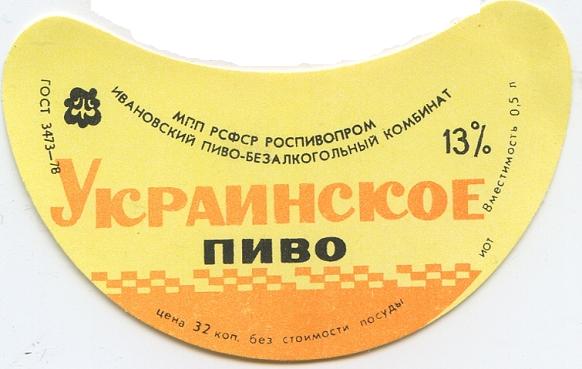 МПП РСФСР РОСПИВОПРОМ
ИВАНОВСКИЙ ПИВО-БЕЗАЛКОГОЛЬНЫЙ КОМБИНАТ
ГОСТ 3473—78
13%
УКРАИНСКОЕ
ПИВО
ИОТ Вместимость 0,5 л
цена 32 коп. без стоимости посуды